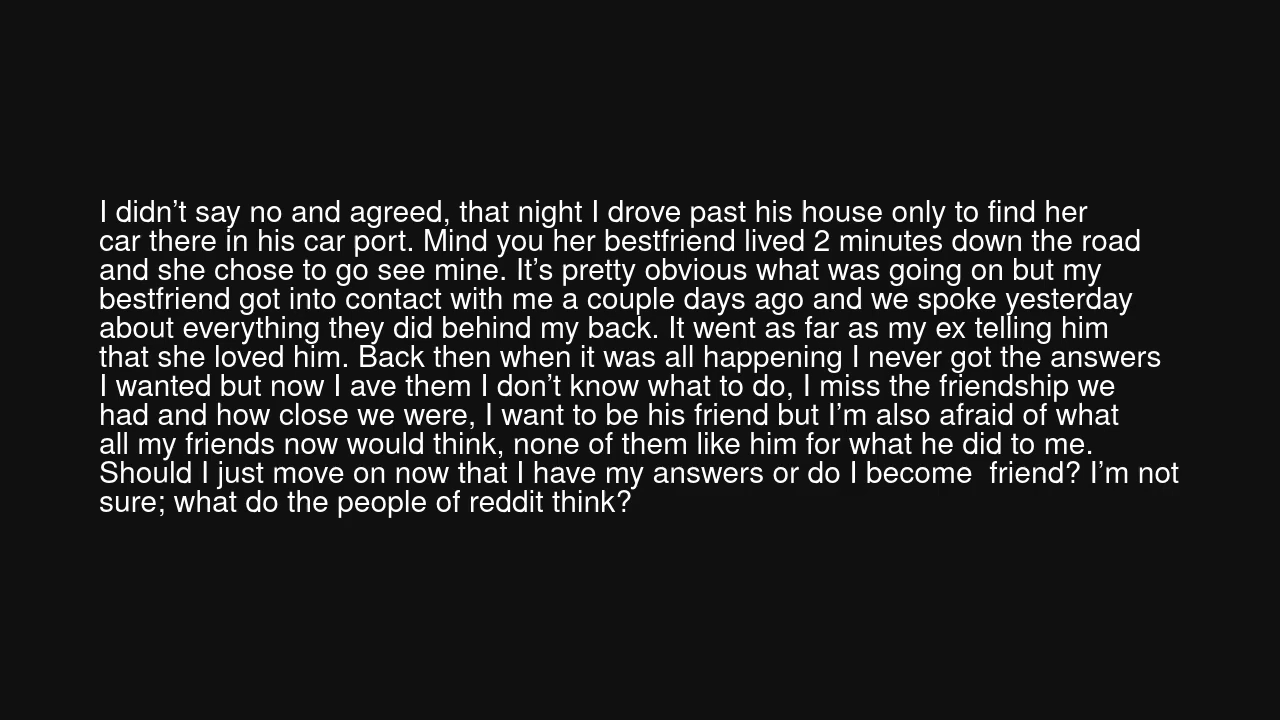 I didn’t say no and agreed, that night I drove past his house only to find her
car there in his car port. Mind you her bestfriend lived 2 minutes down the road
and she chose to go see mine. It’s pretty obvious what was going on but my
bestfriend got into contact with me a couple days ago and we spoke yesterday
about everything they did behind my back. It went as far as my ex telling him
that she loved him. Back then when it was all happening I never got the answers
I wanted but now I ave them I don’t know what to do, I miss the friendship we
had and how close we were, I want to be his friend but I’m also afraid of what
all my friends now would think, none of them like him for what he did to me.
Should I just move on now that I have my answers or do I become  friend? I’m not
sure; what do the people of reddit think?